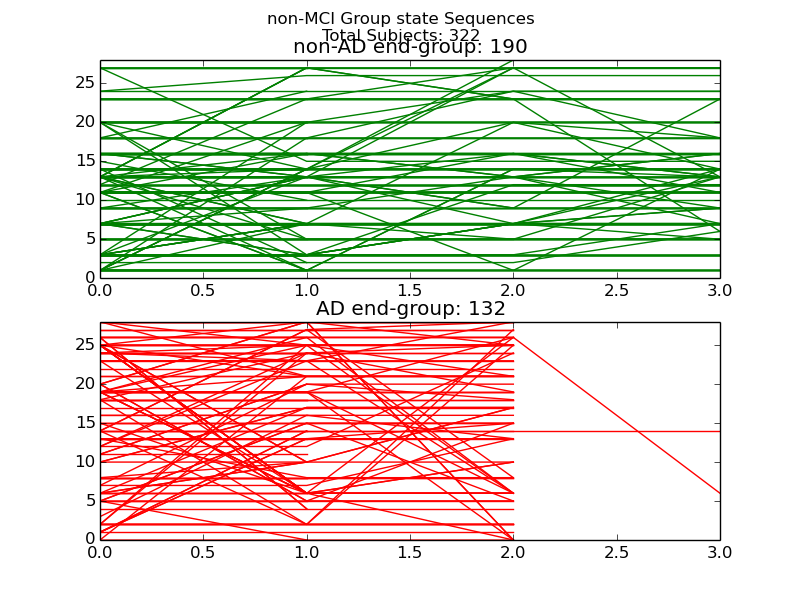 non-MCI Group state Sequences
Total Subjects: 322
non-AD end-group: 190
25
20
15
10
5
0
0.0 0.5 1.0 1.5 2.0 2.5 3.0
AD end-group: 132
25
20
15
10
5
0
0.0 0.5 1.0 1.5 2.0 2.5 3.0